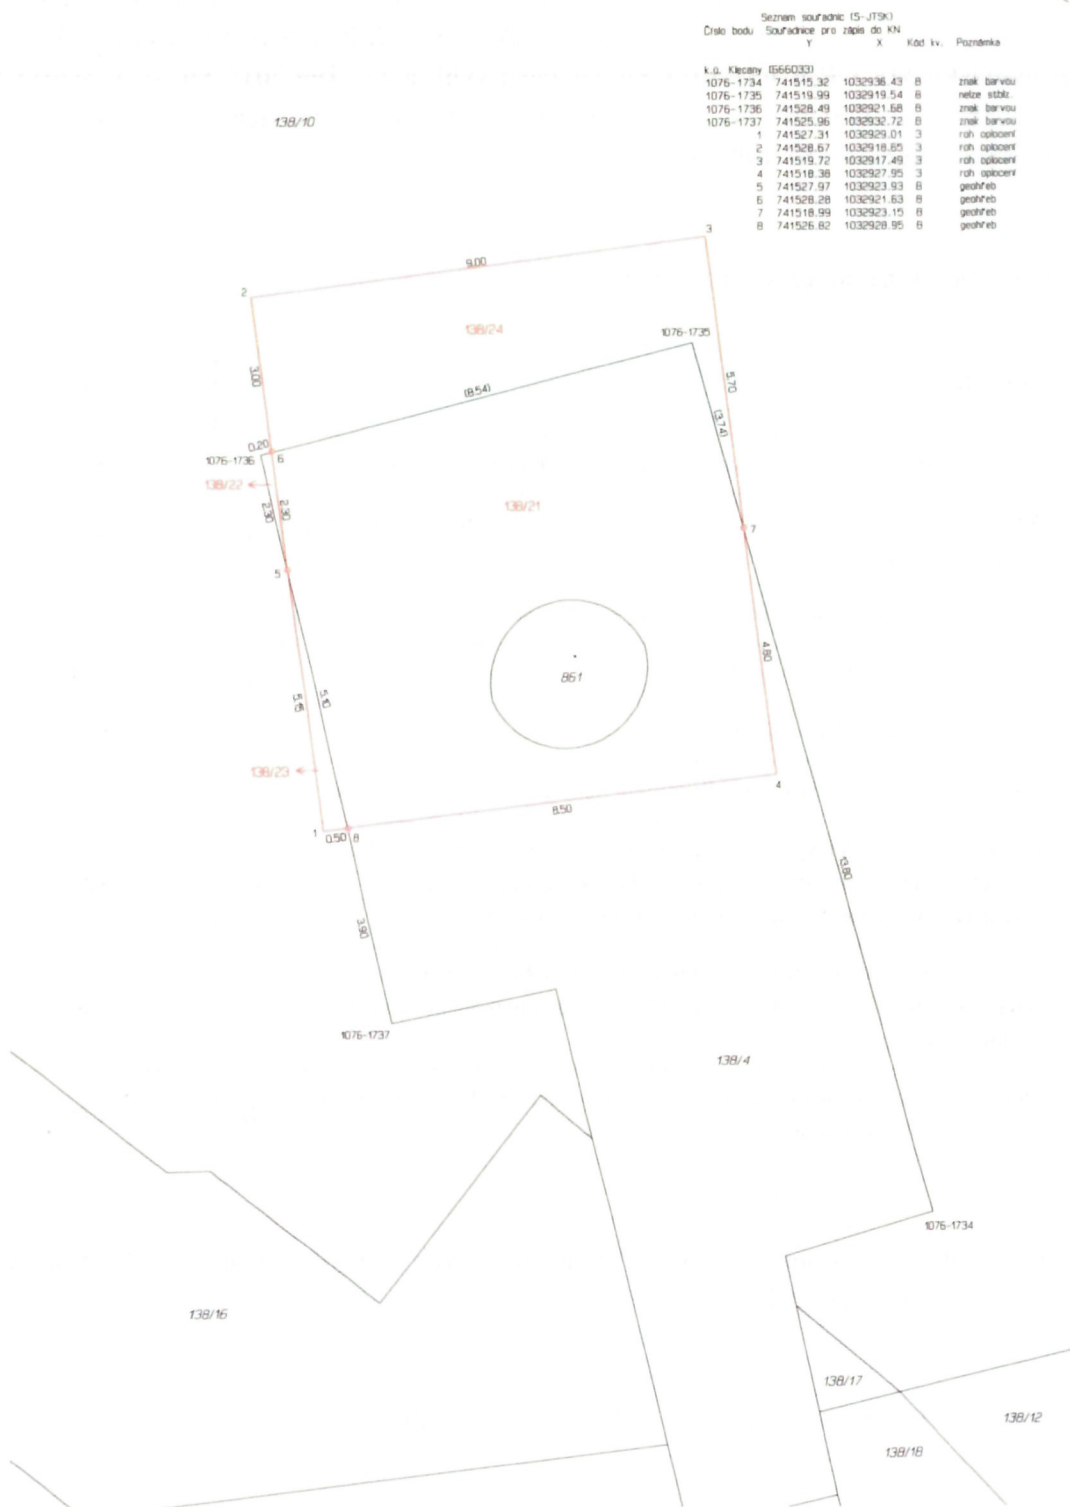 Seznam souřadnic (S-JTSK)
Číslo bodu Souřadnice pro zápis do KN
Y X Kód kv. Poznámka
k.ú. Klecany (666033)
1076-1734 741515.32 1032936.43 8 znak barvou
1076-1735 741519.99 1032919.54 8 nelze stbiz.
1076-1736 741528.49 1032921.68 8 znak barvou
1076-1737 741525.96 1032932.72 8 znak barvou
1 741527.31 1032929.01 3 roh oplocení
2 741528.67 1032918.65 3 roh oplocení
3 741519.72 1032917.49 3 roh oplocení
4 741518.38 1032927.95 3 roh oplocení
5 741527.97 1032923.93 8 geohřeb
6 741528.28 1032921.63 8 geohřeb
7 741518.99 1032923.15 8 geohřeb
8 741526.82 1032928.95 8 geohřeb
138/10
3
9.00
2
138/24
1076-1735
3.00
5.70
(8.54)
(3.74)
0.20
1076-1736
6
138/22
2.30
2.30
138/21
7
5
4.80
861
5.15
5.10
138/23
4
1
0.50
8
8.50
13.80
3.90
1076-1737
138/4
1076-1734
138/16
138/17
138/12
138/18